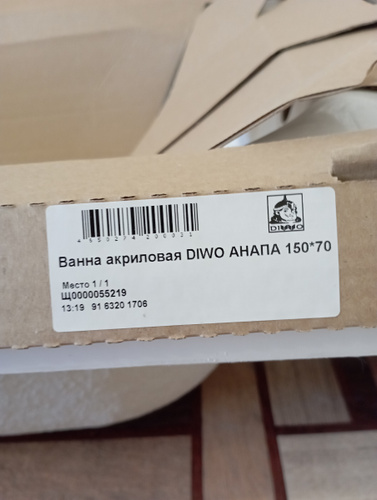 DIWO
Ванна акриловая DIWO АНАПА 150*70
Место 1 / 1
Щ0000055219
13:19 91 6320 1706